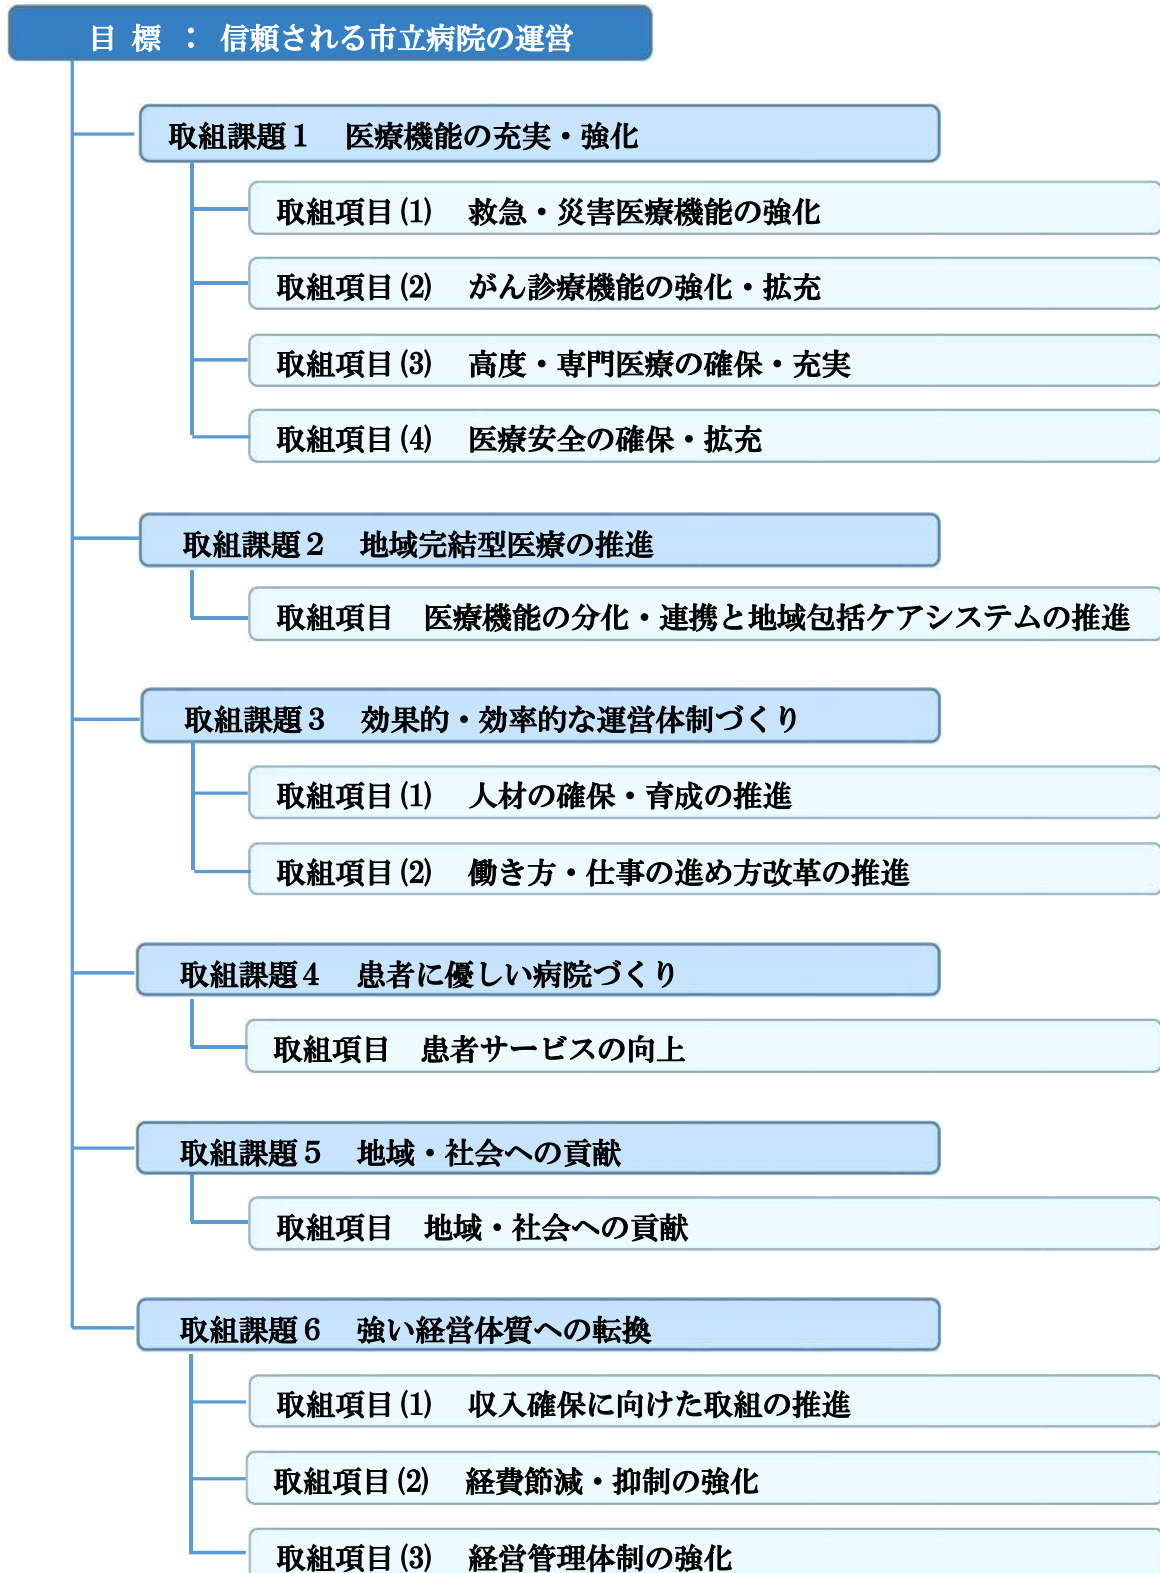 目 標 ： 信頼される市立病院の運営
取組課題１　医療機能の充実・強化
取組項目(1)　救急・災害医療機能の強化
取組項目(2)　がん診療機能の強化・拡充
取組項目(3)　高度・専門医療の確保・充実
取組項目(4)　医療安全の確保・拡充
取組課題２　地域完結型医療の推進
取組項目　医療機能の分化・連携と地域包括ケアシステムの推進
取組課題３　効果的・効率的な運営体制づくり
取組項目(1)　人材の確保・育成の推進
取組項目(2)　働き方・仕事の進め方改革の推進
取組課題４　患者に優しい病院づくり
取組項目　患者サービスの向上
取組課題５　地域・社会への貢献
取組項目　地域・社会への貢献
取組課題６　強い経営体質への転換
取組項目(1)　収入確保に向けた取組の推進
取組項目(2)　経費節減・抑制の強化
取組項目(3)　経営管理体制の強化